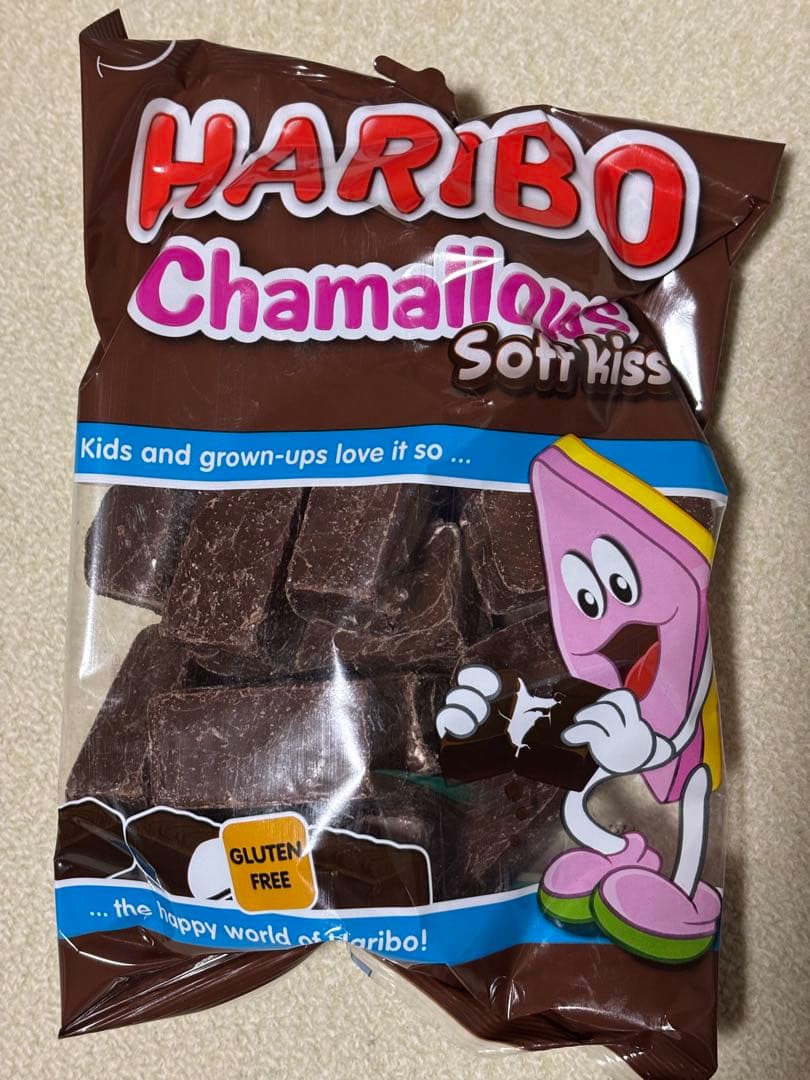 HARIBO
Chamallows
Soft kiss
Kids and grown-ups love it so ...
GLUTEN
FREE
... the happy world of Haribo!